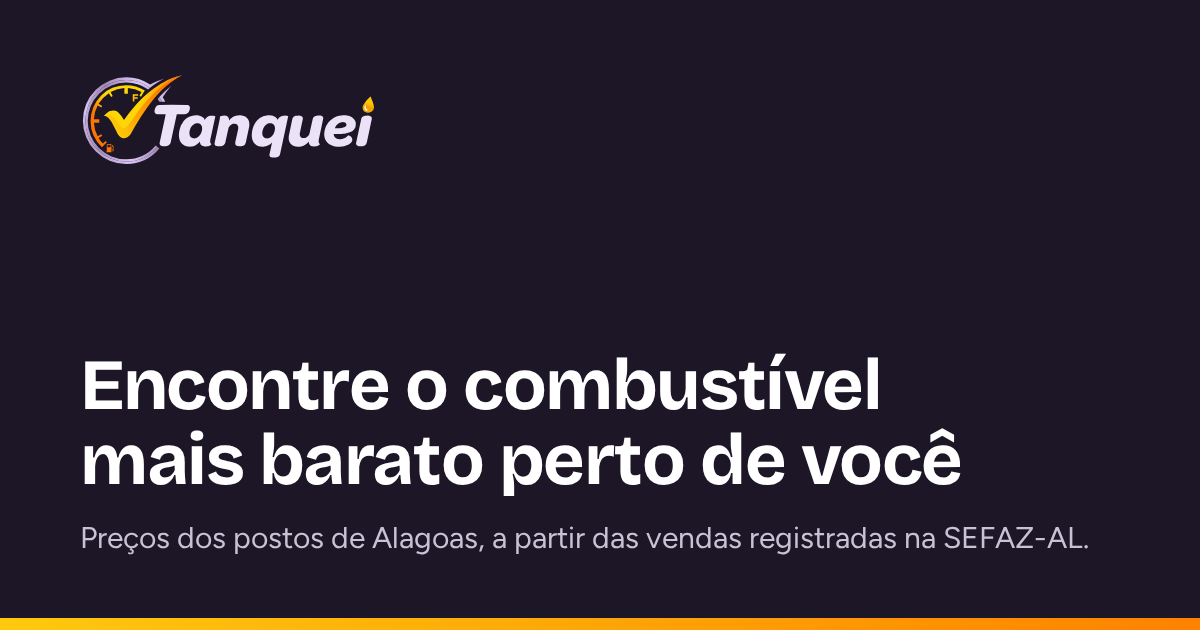 F
Tanquei
Encontre o combustível
mais barato perto de você
Preços dos postos de Alagoas, a partir das vendas registradas na SEFAZ-AL.